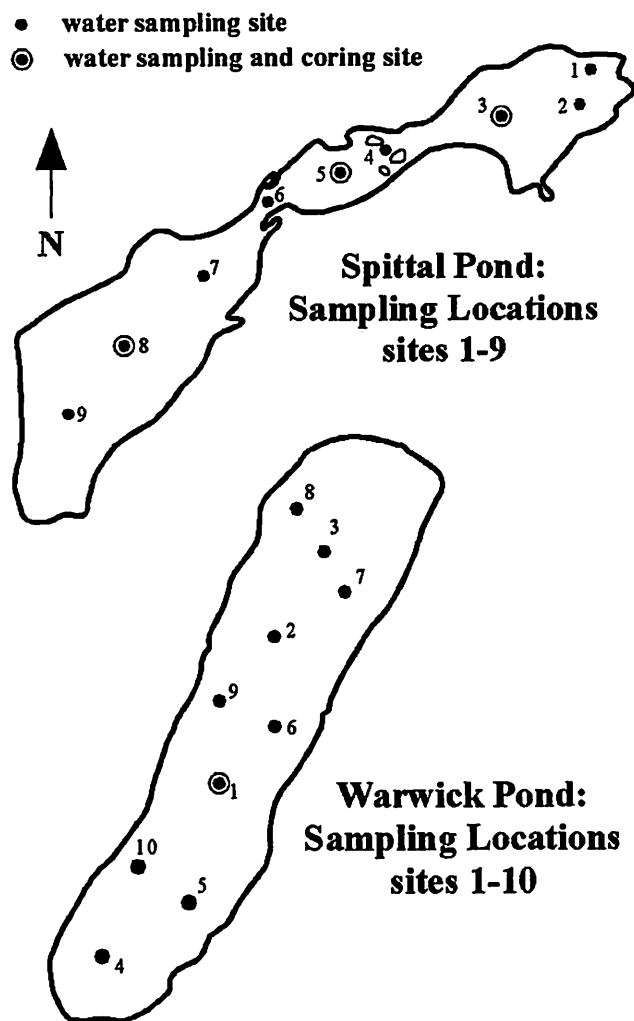 water sampling site
water sampling and coring site
1
2
3
4
5
6
N
7
Spittal Pond:
Sampling Locations
sites 1-9
8
9
8
3
7
2
9
6
1
Warwick Pond:
Sampling Locations
sites 1-10
10
5
4